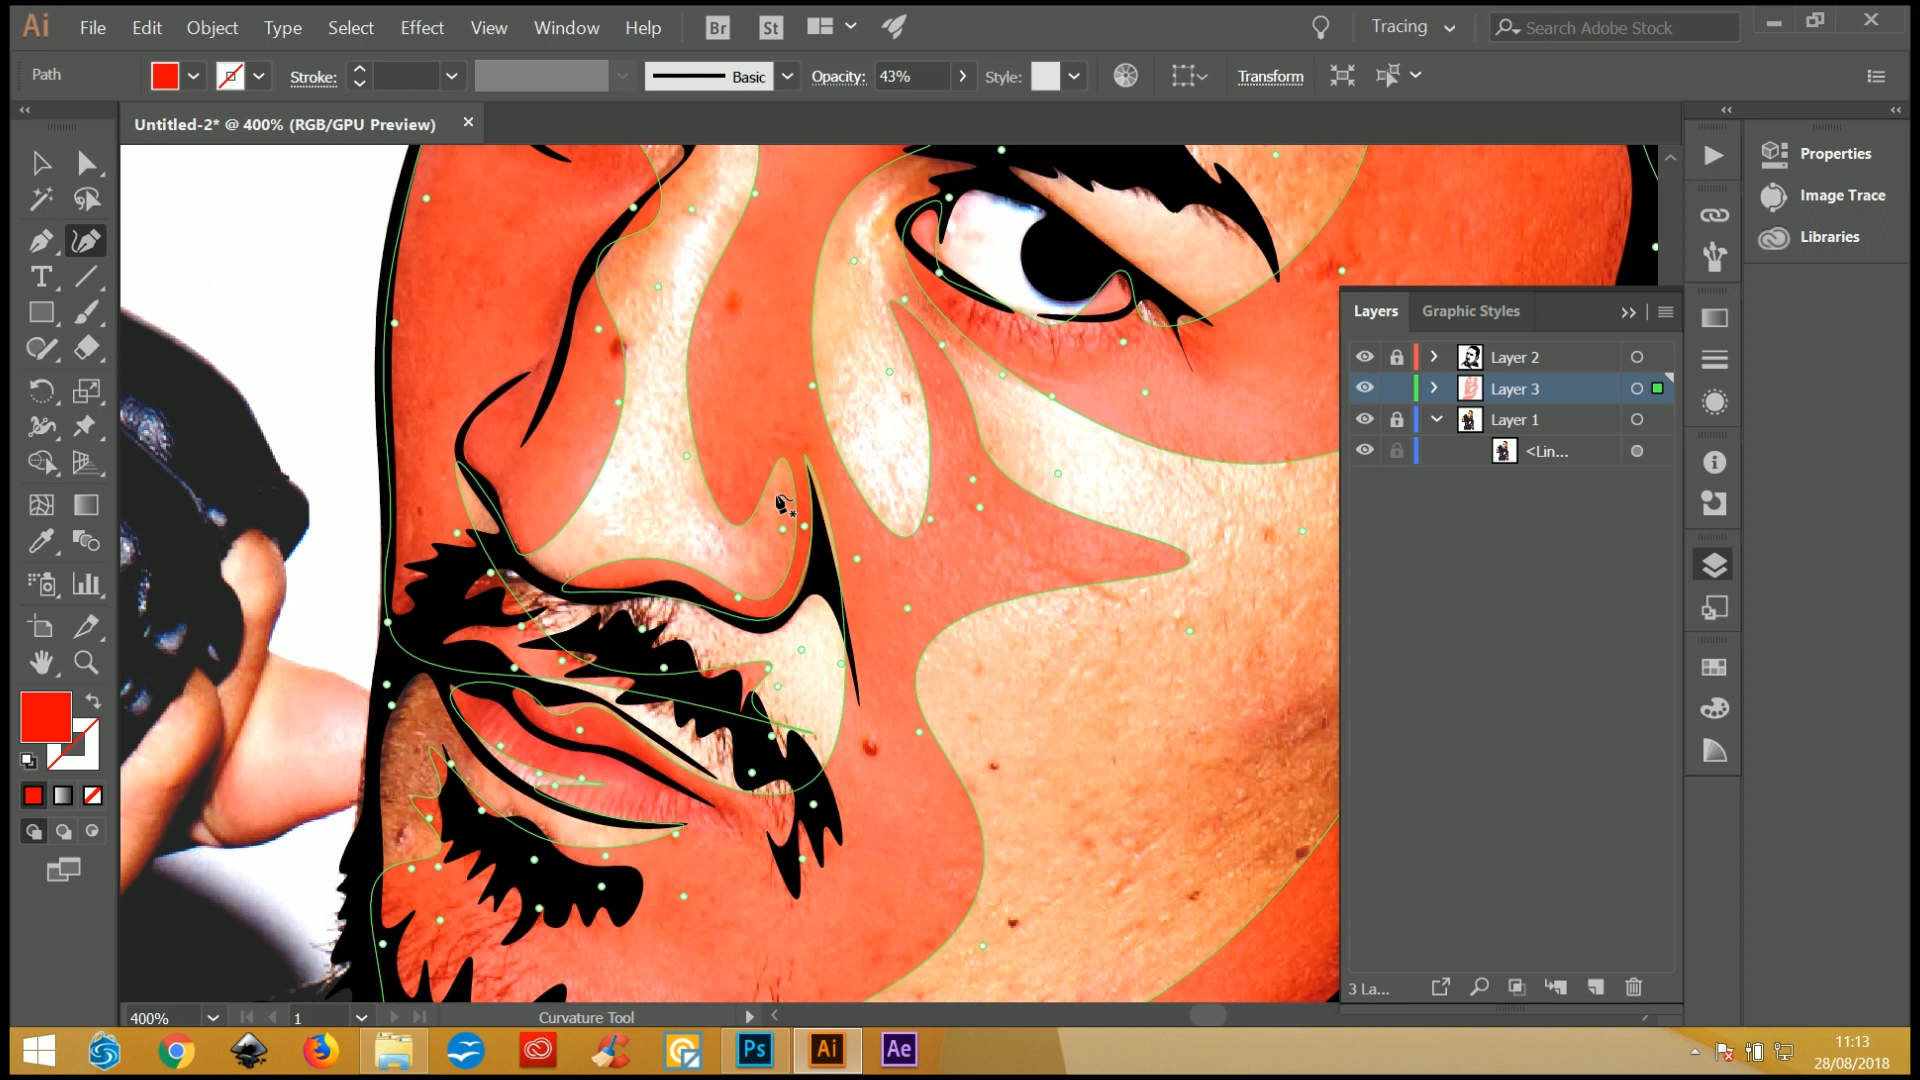 Ai File Edit Object Type Select Effect View Window Help Br St Tracing Search Adobe Stock
Path Stroke: Basic Opacity: 43% Style: Transform
Untitled-2* @ 400% (RGB/GPU Preview)
Properties
Image Trace
Libraries
Layers Graphic Styles
Layer 2
Layer 3
Layer 1
<Lin...
3 La...
400% 1 Curvature Tool
Ps Ai Ae
11:13
28/08/2018